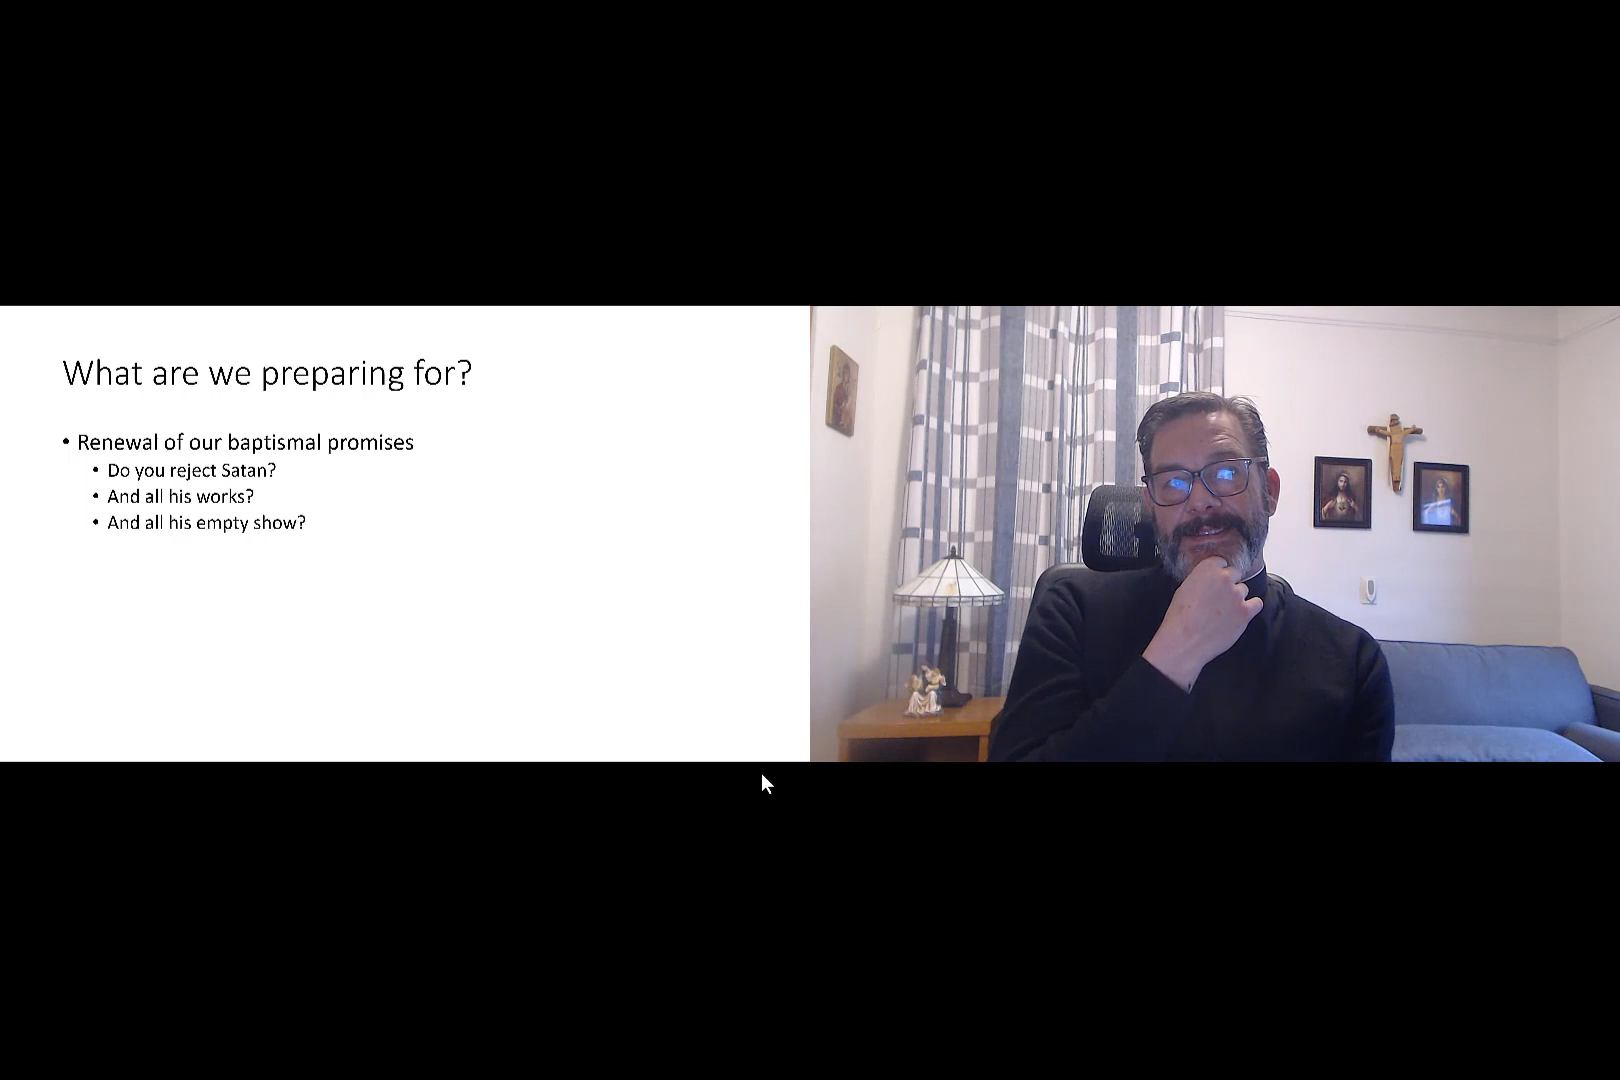 What are we preparing for?
• Renewal of our baptismal promises
• Do you reject Satan?
• And all his works?
• And all his empty show?